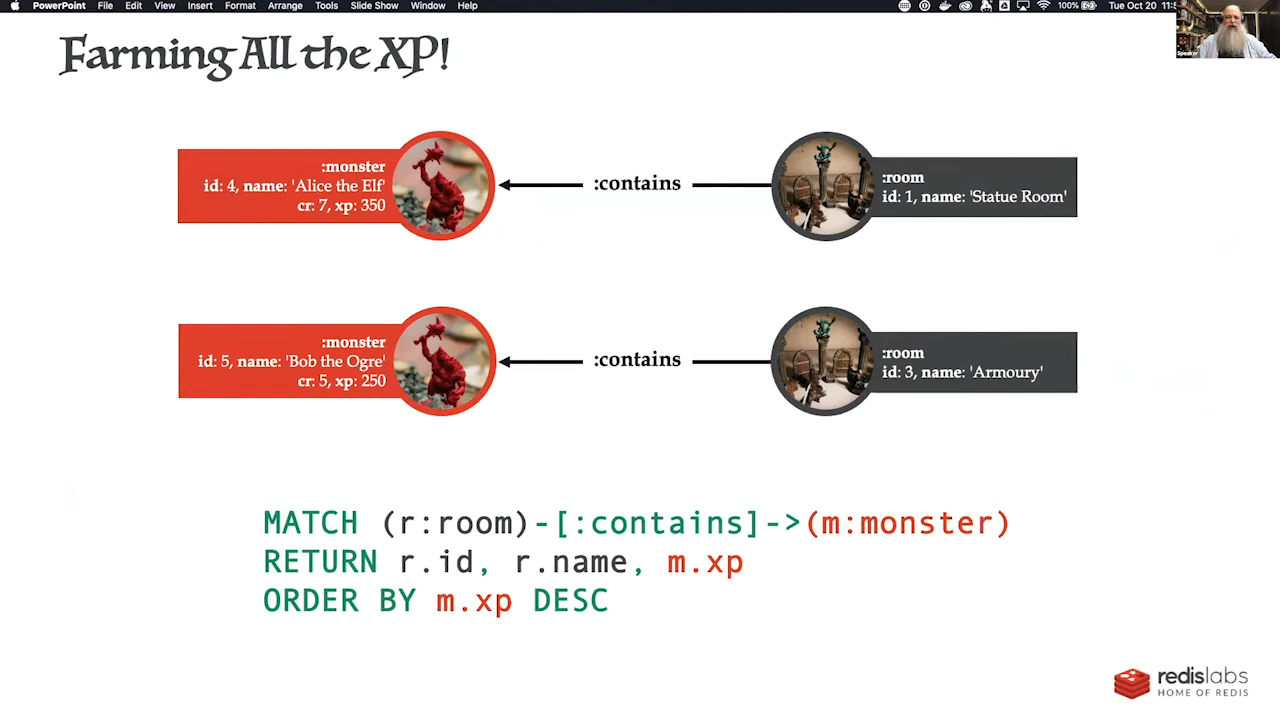 PowerPoint File Edit View Insert Format Arrange Tools Slide Show Window Help 100% Tue Oct 20
Speaker
Farming All the XP!
:monster
id: 4, name: 'Alice the Elf'
cr: 7, xp: 350
:contains
:room
id: 1, name: 'Statue Room'
:monster
id: 5, name: 'Bob the Ogre'
cr: 5, xp: 250
:contains
:room
id: 3, name: 'Armoury'
MATCH (r:room)-[:contains]->(m:monster)
RETURN r.id, r.name, m.xp
ORDER BY m.xp DESC
redislabs
HOME OF REDIS